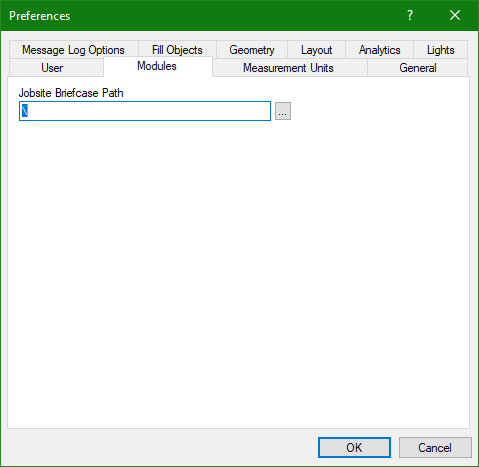 Preferences ?
Message Log Options Fill Objects Geometry Layout Analytics Lights
User Modules Measurement Units General
Jobsite Briefcase Path
\ ...
OK Cancel